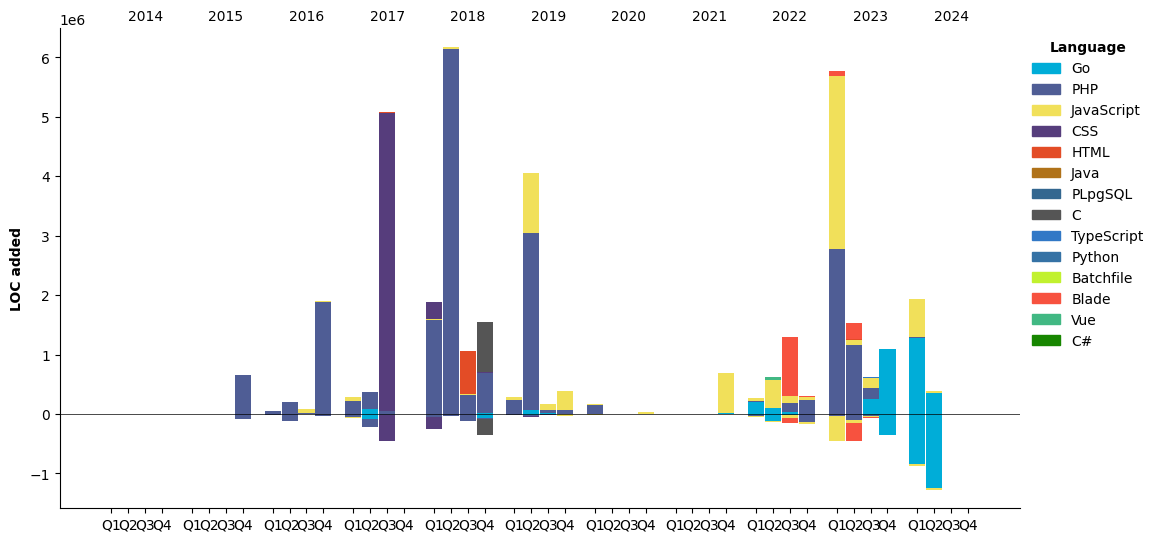 1e6
2014 2015 2016 2017 2018 2019 2020 2021 2022 2023 2024
Language
Go
PHP
JavaScript
CSS
HTML
Java
PLpgSQL
C
TypeScript
Python
Batchfile
Blade
Vue
C#
LOC added
6
5
4
3
2
1
0
−1
Q1Q2Q3Q4 Q1Q2Q3Q4 Q1Q2Q3Q4 Q1Q2Q3Q4 Q1Q2Q3Q4 Q1Q2Q3Q4 Q1Q2Q3Q4 Q1Q2Q3Q4 Q1Q2Q3Q4 Q1Q2Q3Q4 Q1Q2Q3Q4